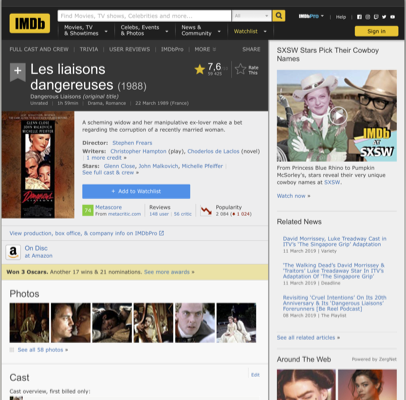 IMDb
Find Movies, TV shows, Celebrities and more...
All
IMDbPro
Help
Movies, TV
& Showtimes
Celebs, Events
& Photos
News &
Community
Watchlist
Sign in
FULL CAST AND CREW | TRIVIA | USER REVIEWS | IMDbPro | MORE
SHARE
Les liaisons
dangereuses (1988)
Dangerous Liaisons (original title)
Unrated | 1h 59min | Drama, Romance | 22 March 1989 (France)
7,6
Rate
This
A scheming widow and her manipulative ex-lover make a bet
regarding the corruption of a recently married woman.
Director: Stephen Frears
Writers: Christopher Hampton (play), Choderlos de Laclos (novel)
| 1 more credit »
Stars: Glenn Close, John Malkovich, Michelle Pfeiffer |
See full cast & crew »
+ Add to Watchlist
Metascore
From metacritic.com
Reviews
148 user | 56 critic
Popularity
2 084 (1 024)
View production, box office, & company info on IMDbPro
On Disc
at Amazon
Won 3 Oscars. Another 17 wins & 21 nominations. See more awards »
Photos
See all 58 photos »
Cast
Edit
Cast overview, first billed only:
SXSW Stars Pick Their Cowboy
Names
IMDb
AT
SXSW
From Princess Blue Rhino to Pumpkin
McSorley's, stars reveal their very
unique cowboy names at SXSW.
Watch now »
Related News
David Morrissey, Luke Treadaway Cast in
ITV's 'The Singapore Grip' Adaptation
11 March 2019 | Variety
'The Walking Dead's David Morrissey &
'Traitors' Luke Treadaway Star In
ITV's 'The Singapore Grip' Adaptation
11 March 2019 | Deadline
Revisiting 'Cruel Intentions' On Its 20th
Anniversary & Its 'Dangerous Liaisons'
Forerunners [Be Reel Podcast]
08 March 2019 | The Playlist
See all related articles »
Around The Web
Powered by ZergNet